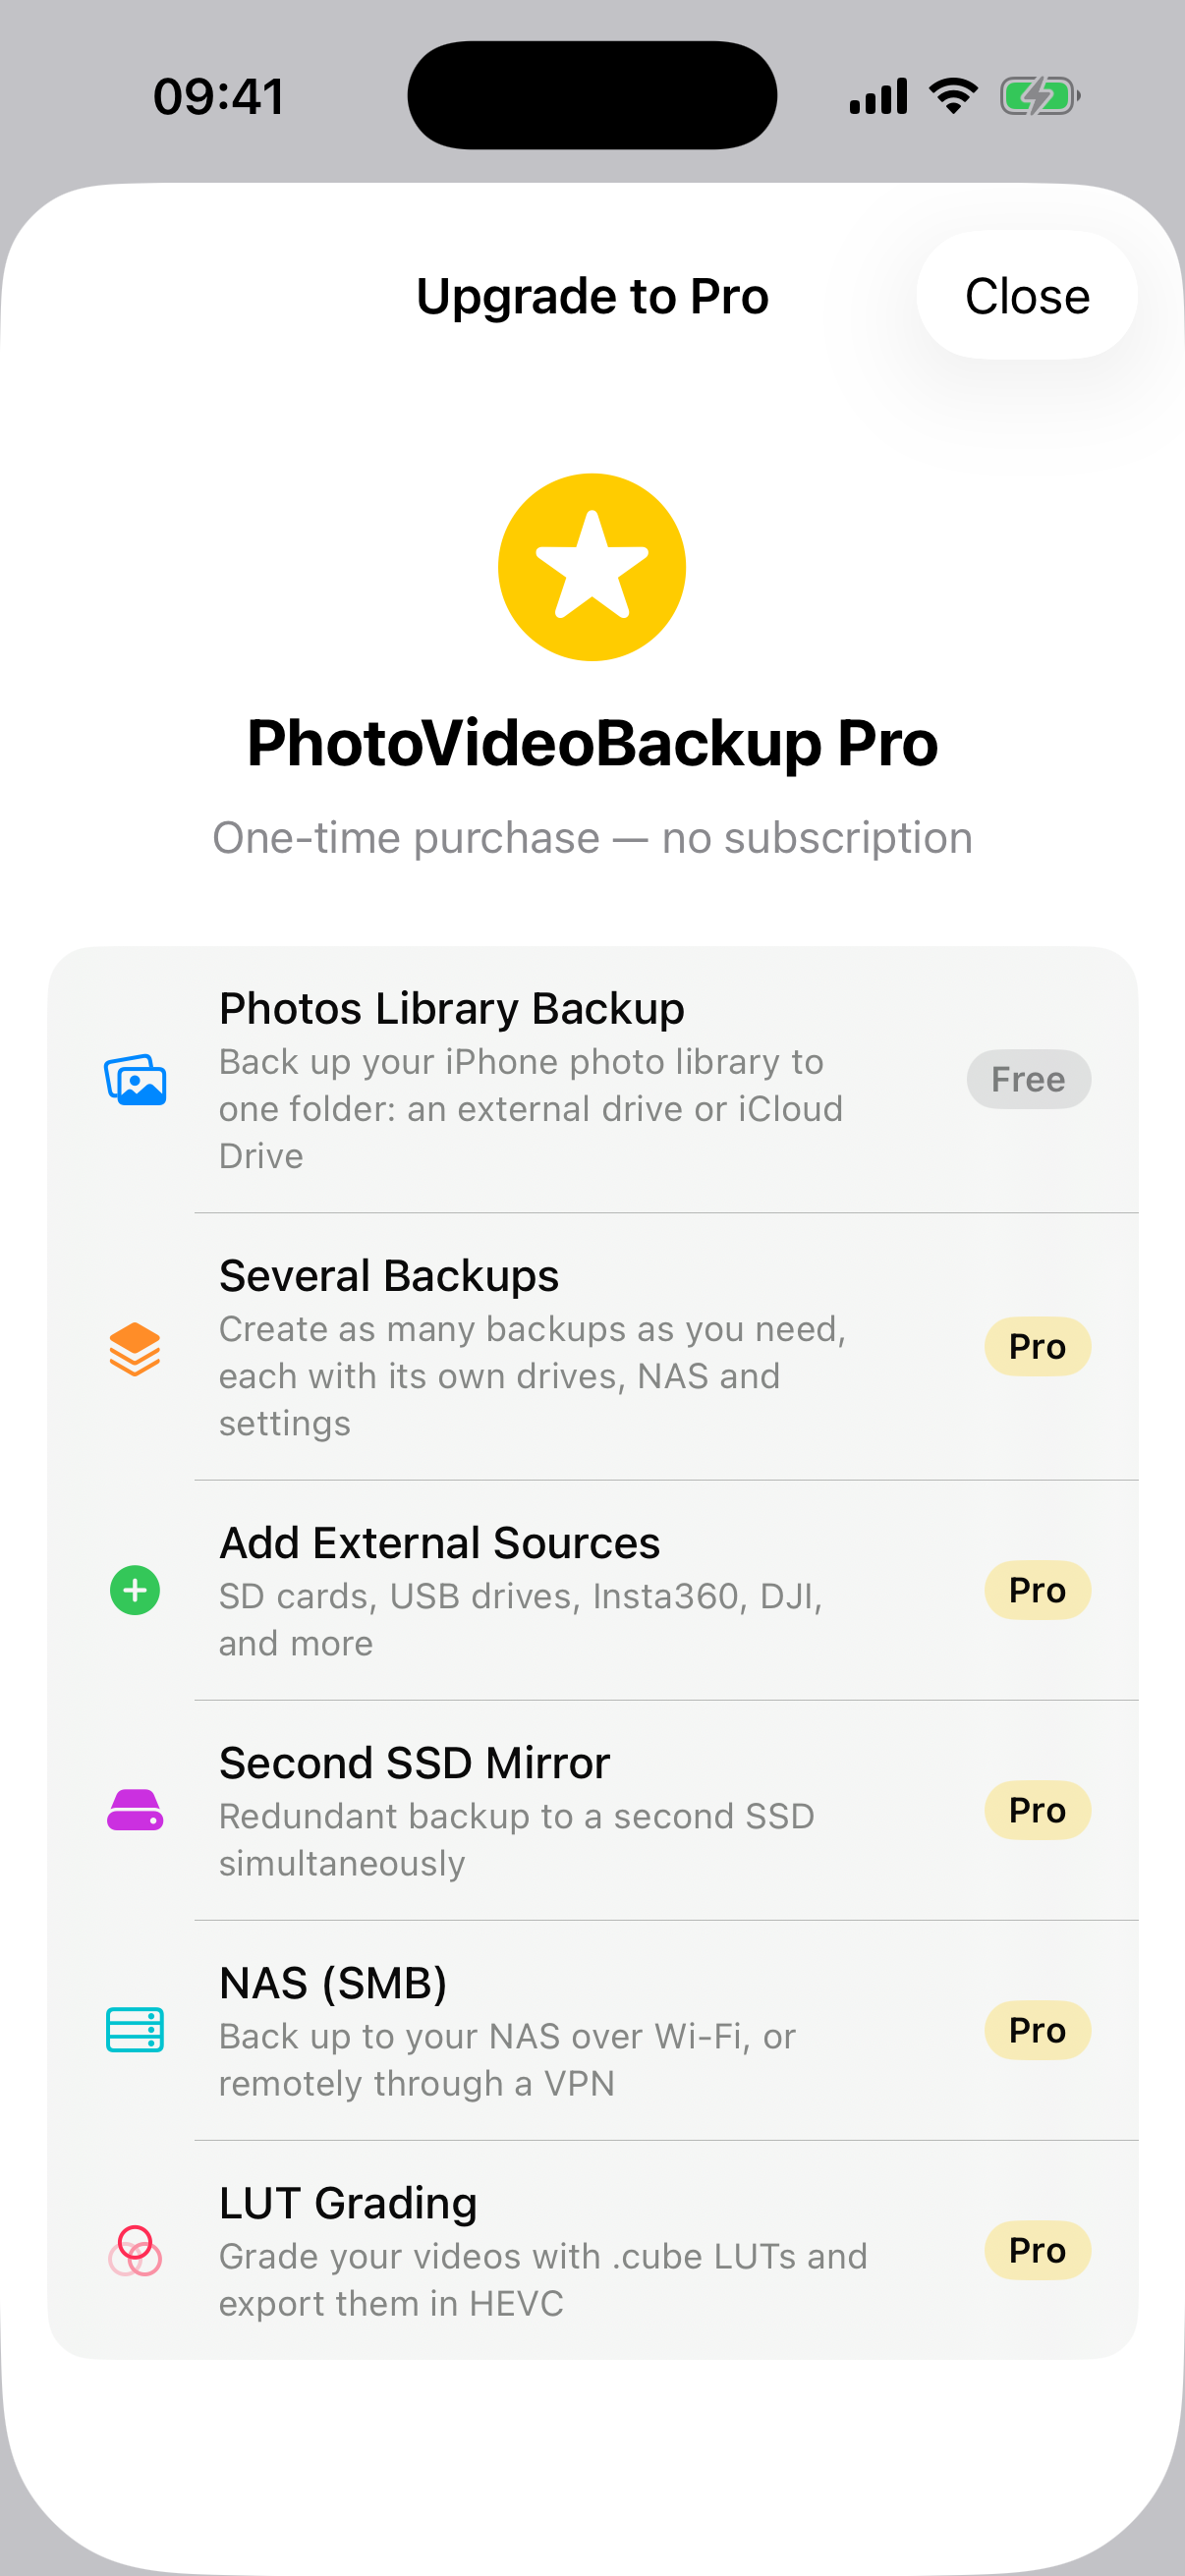 09:41
Upgrade to Pro
Close
PhotoVideoBackup Pro
One-time purchase — no subscription
Photos Library Backup
Back up your iPhone photo library to
one folder: an external drive or iCloud
Drive
Free
Several Backups
Create as many backups as you need,
each with its own drives, NAS and
settings
Pro
Add External Sources
SD cards, USB drives, Insta360, DJI,
and more
Pro
Second SSD Mirror
Redundant backup to a second SSD
simultaneously
Pro
NAS (SMB)
Back up to your NAS over Wi-Fi, or
remotely through a VPN
Pro
LUT Grading
Grade your videos with .cube LUTs and
export them in HEVC
Pro